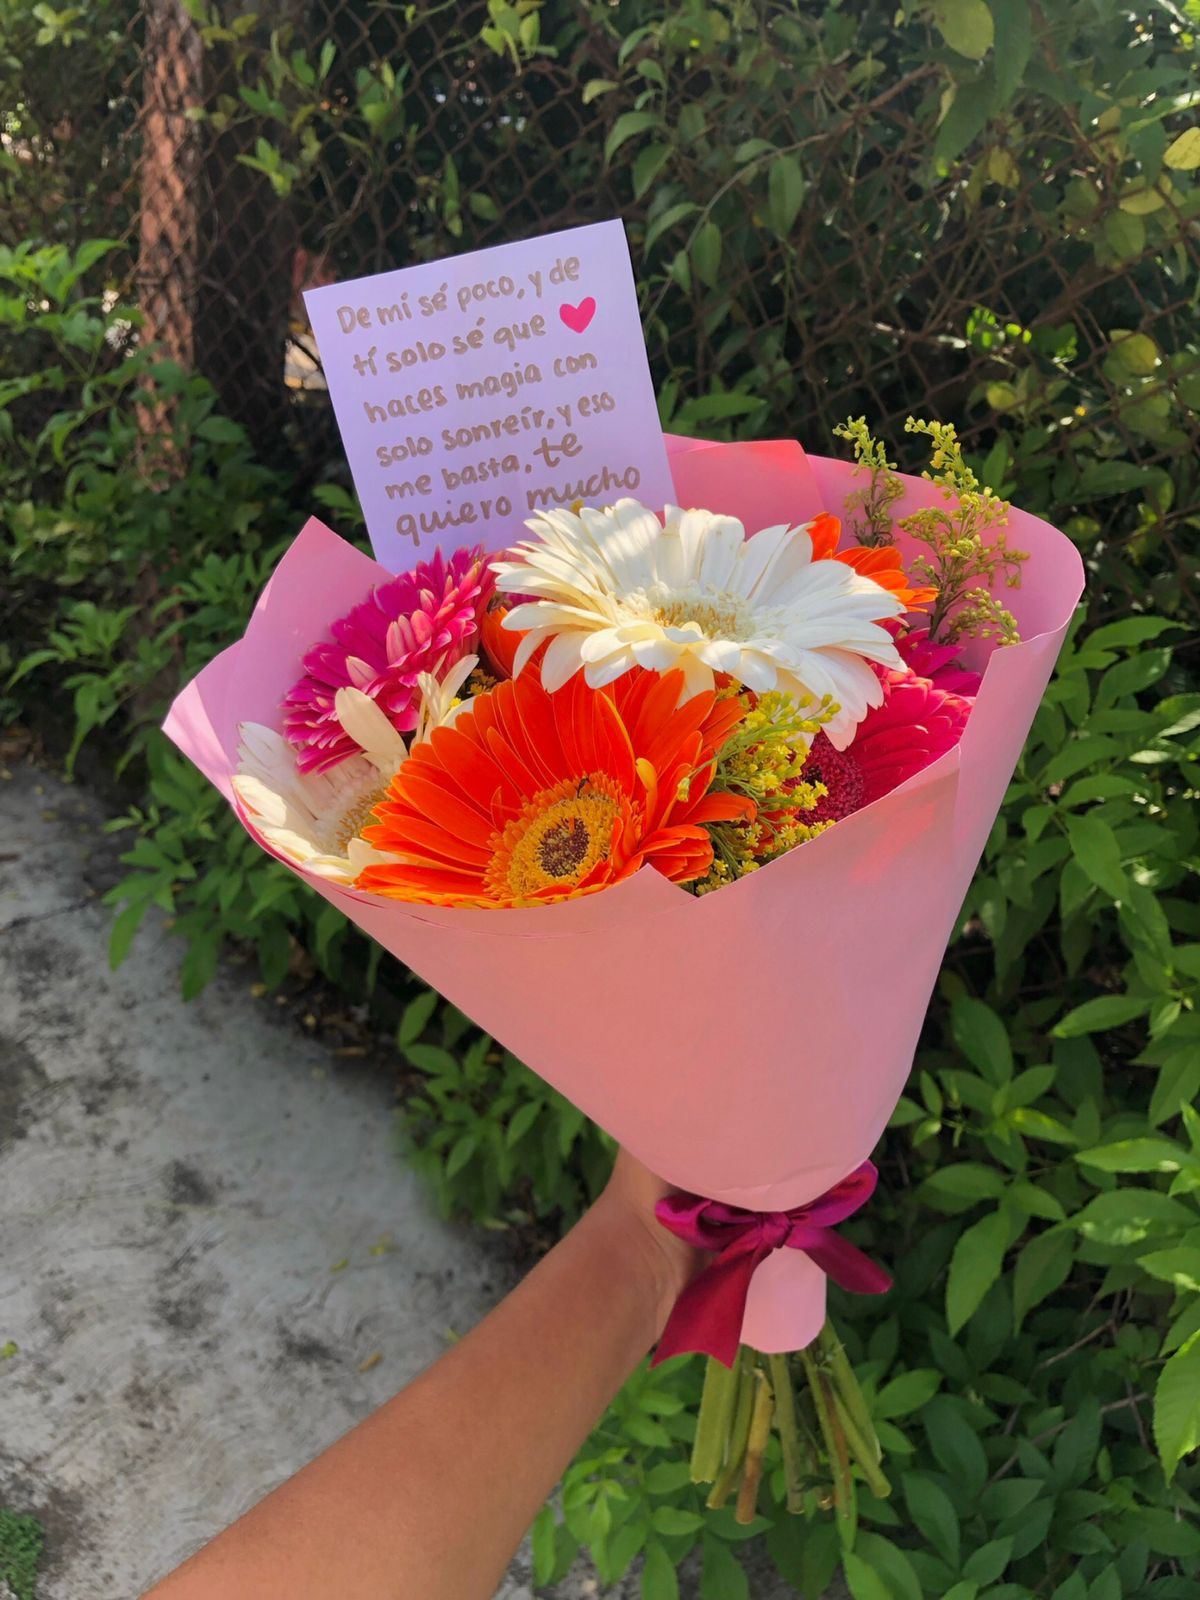 De mi sé poco, y de
tí solo sé que
haces magia con
solo sonreír, y eso
me basta, te
quiero mucho